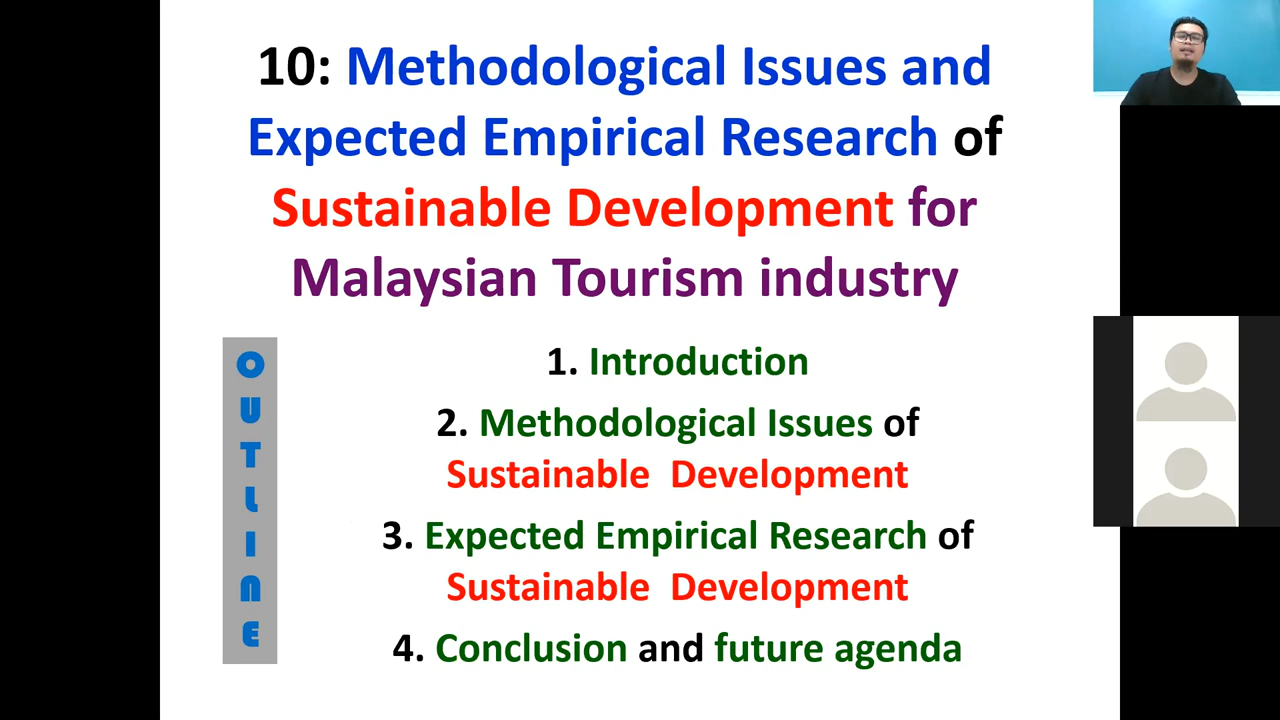 10: Methodological Issues and
Expected Empirical Research of
Sustainable Development for
Malaysian Tourism industry
OUTLINE
1. Introduction
2. Methodological Issues of
Sustainable Development
3. Expected Empirical Research of
Sustainable Development
4. Conclusion and future agenda